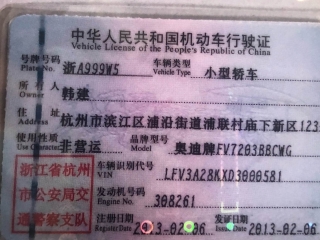 中华人民共和国机动车行驶证
Vehicle License of the People's Republic of China
号牌号码 浙A999W5 车辆类型 小型轿车
Plate No. Vehicle Type
所有人 韩建
Owner
住址 杭州市滨江区浦沿街道浦联村庙下新区123
Address
使用性质 非营运 品牌型号 奥迪牌FV7203BBCWG
Use Character Model
浙江省杭州 车辆识别代号 LFV3A28KXD3000581
VIN
市公安局交 发动机号码 308261
Engine No.
通警察支队 注册日期 2013-02-06 发证日期 2013-02-06
Register Date Issue Date